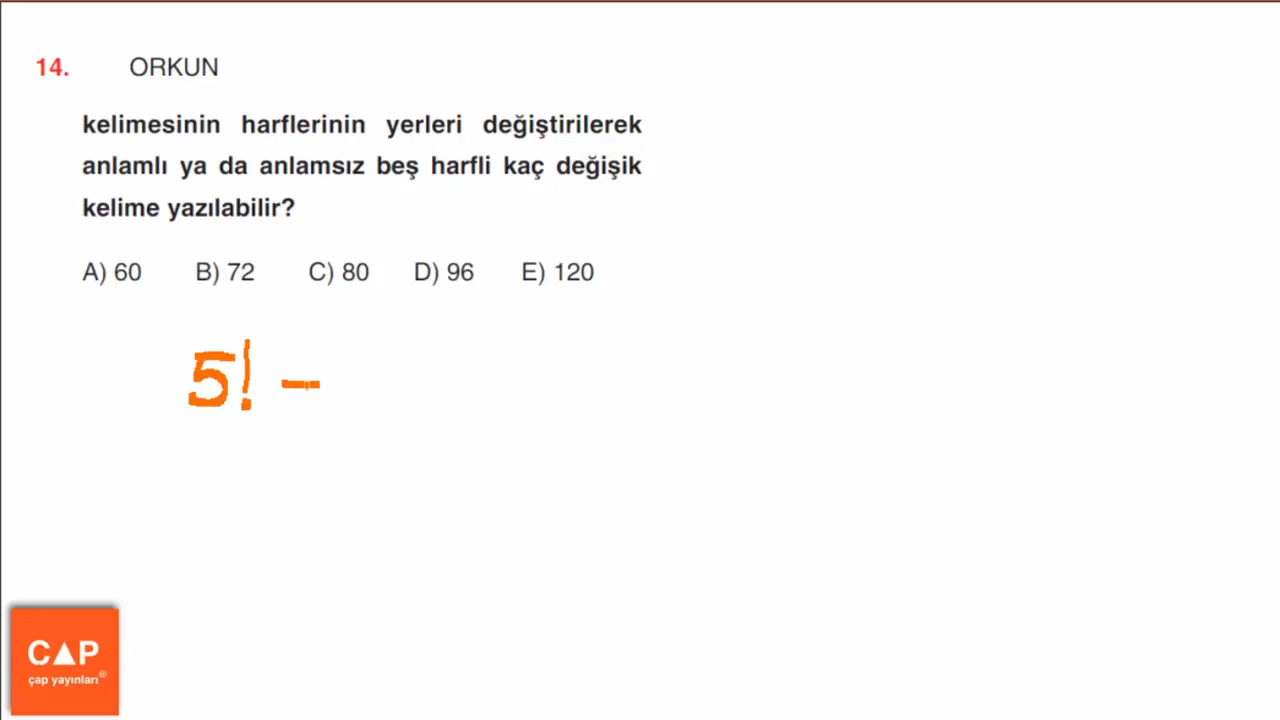 14. ORKUN
kelimesinin harflerinin yerleri değiştirilerek
anlamlı ya da anlamsız beş harfli kaç değişik
kelime yazılabilir?
A) 60 B) 72 C) 80 D) 96 E) 120
5! -
CAP
çap yayınları®